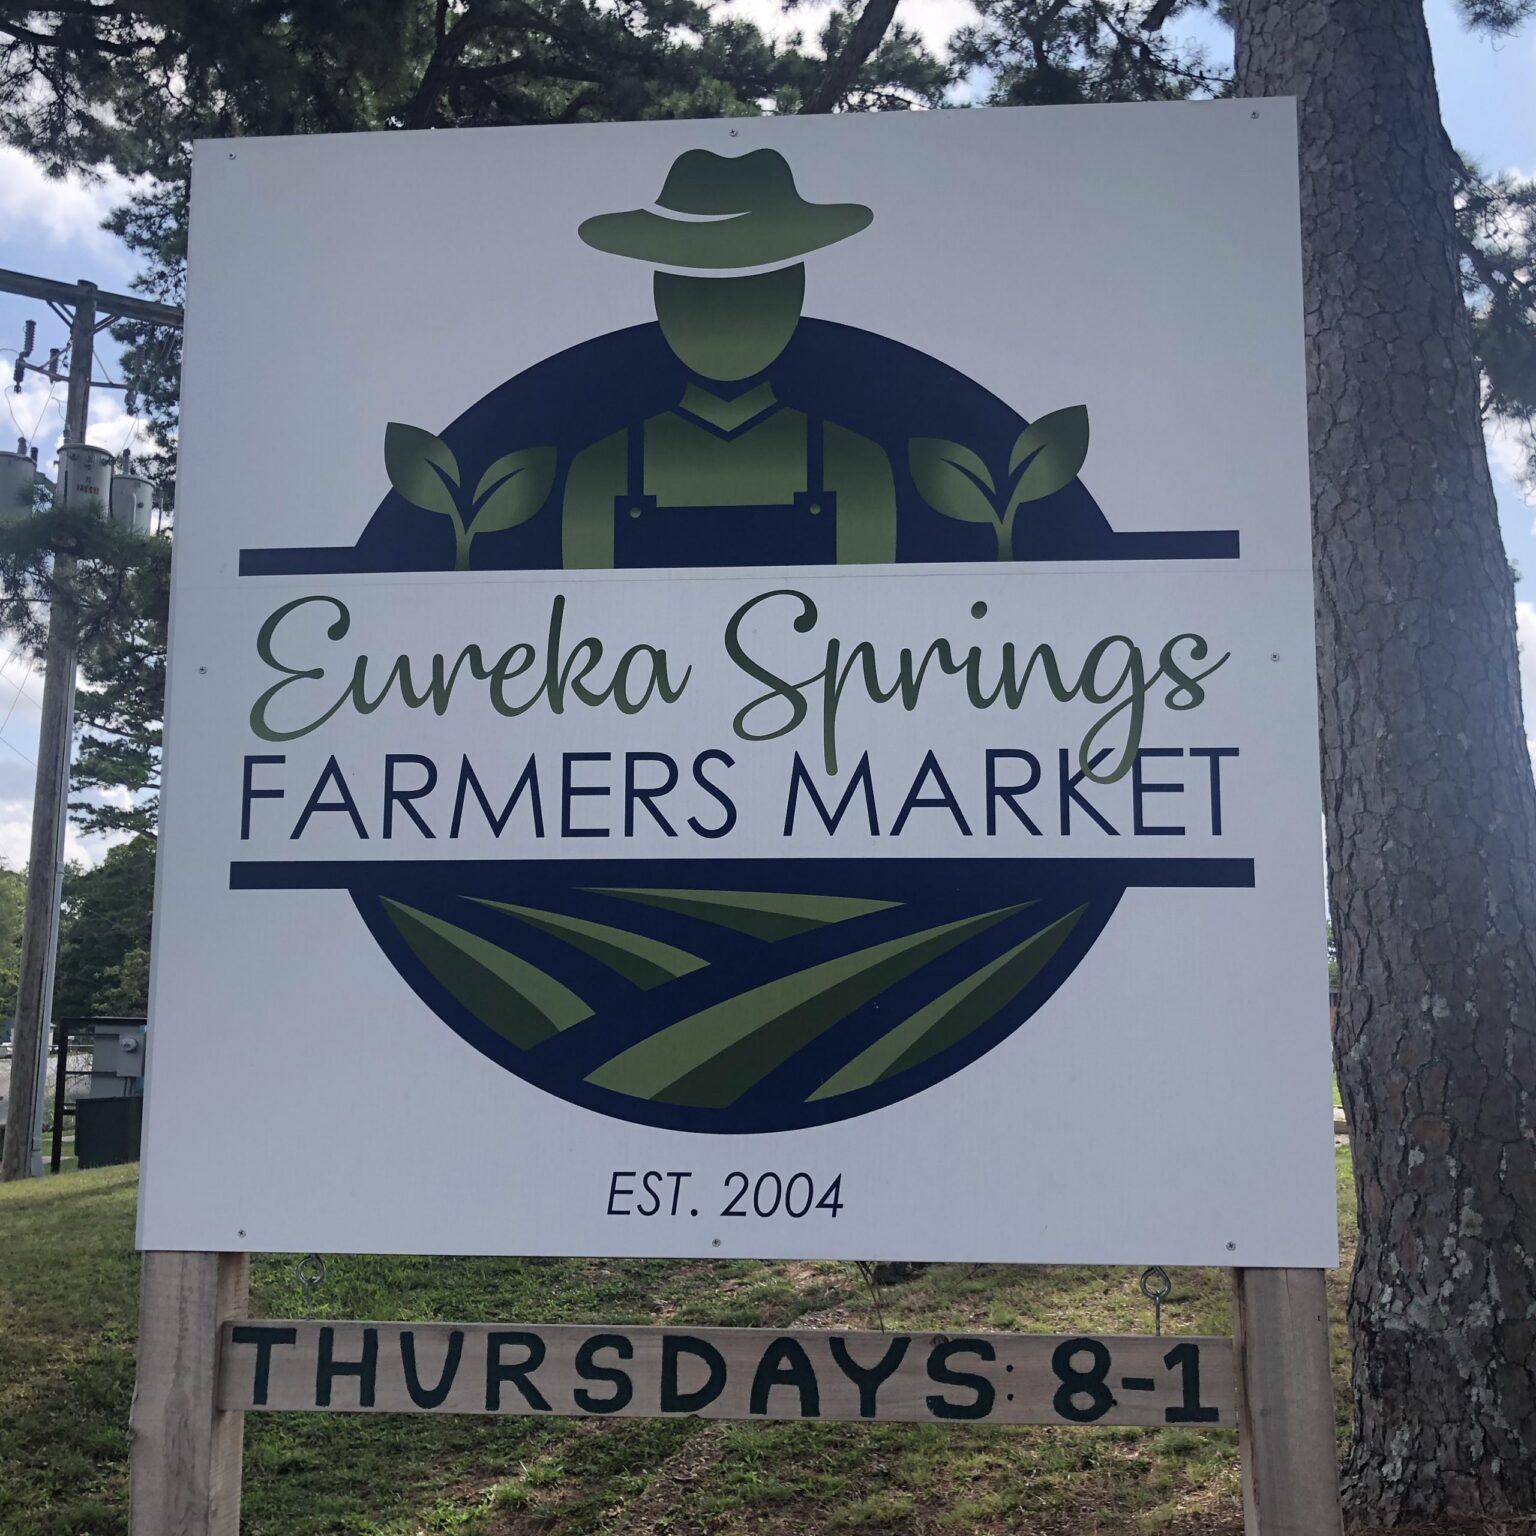 Eureka Springs
FARMERS MARKET
EST. 2004
THURSDAYS: 8-1